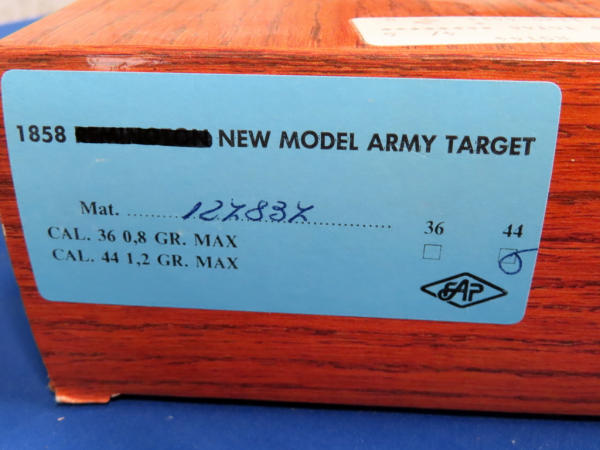 1858 NEW MODEL ARMY TARGET
Mat. .......... 127837
36 44
CAL. 36 0,8 GR. MAX
CAL. 44 1,2 GR. MAX
FAP